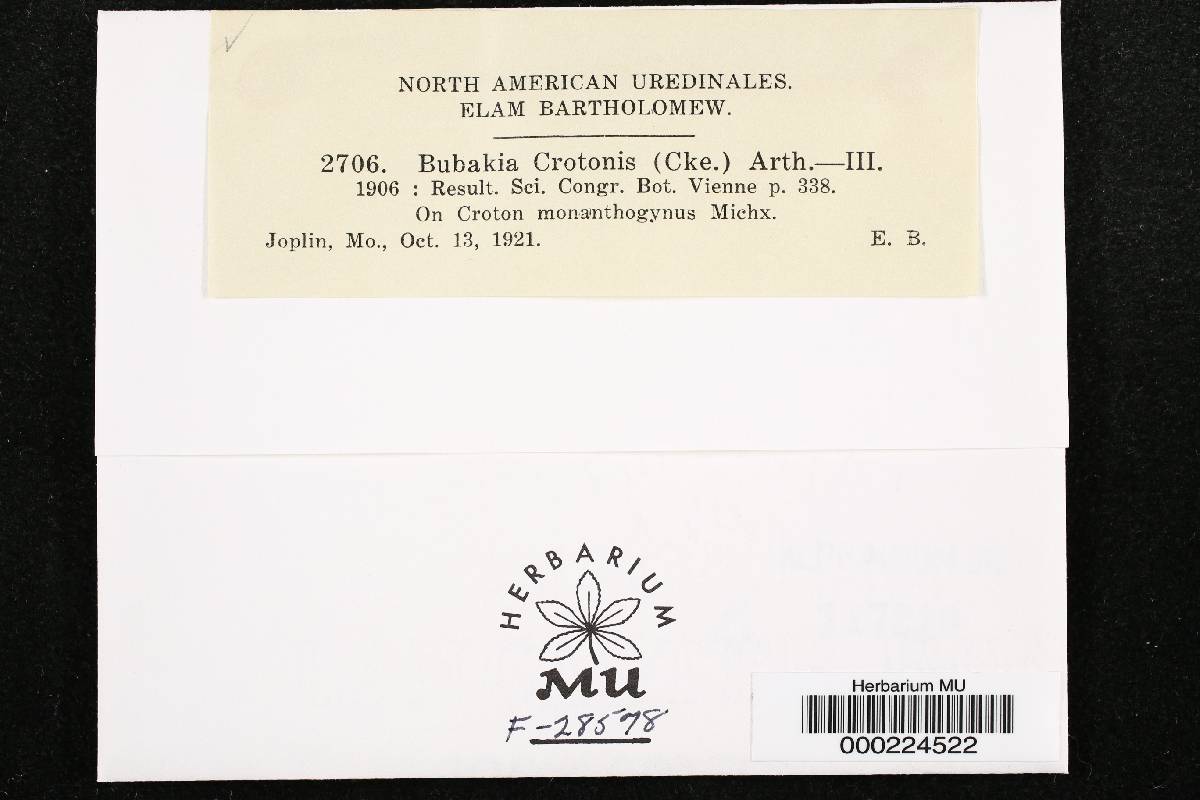 NORTH AMERICAN UREDINALES.
ELAM BARTHOLOMEW.
2706. Bubakia Crotonis (Cke.) Arth.—III.
1906 : Result. Sci. Congr. Bot. Vienne p. 338.
On Croton monanthogynus Michx.
Joplin, Mo., Oct. 13, 1921. E. B.
HERBARIUM
MU
F-28578
Herbarium MU
000224522